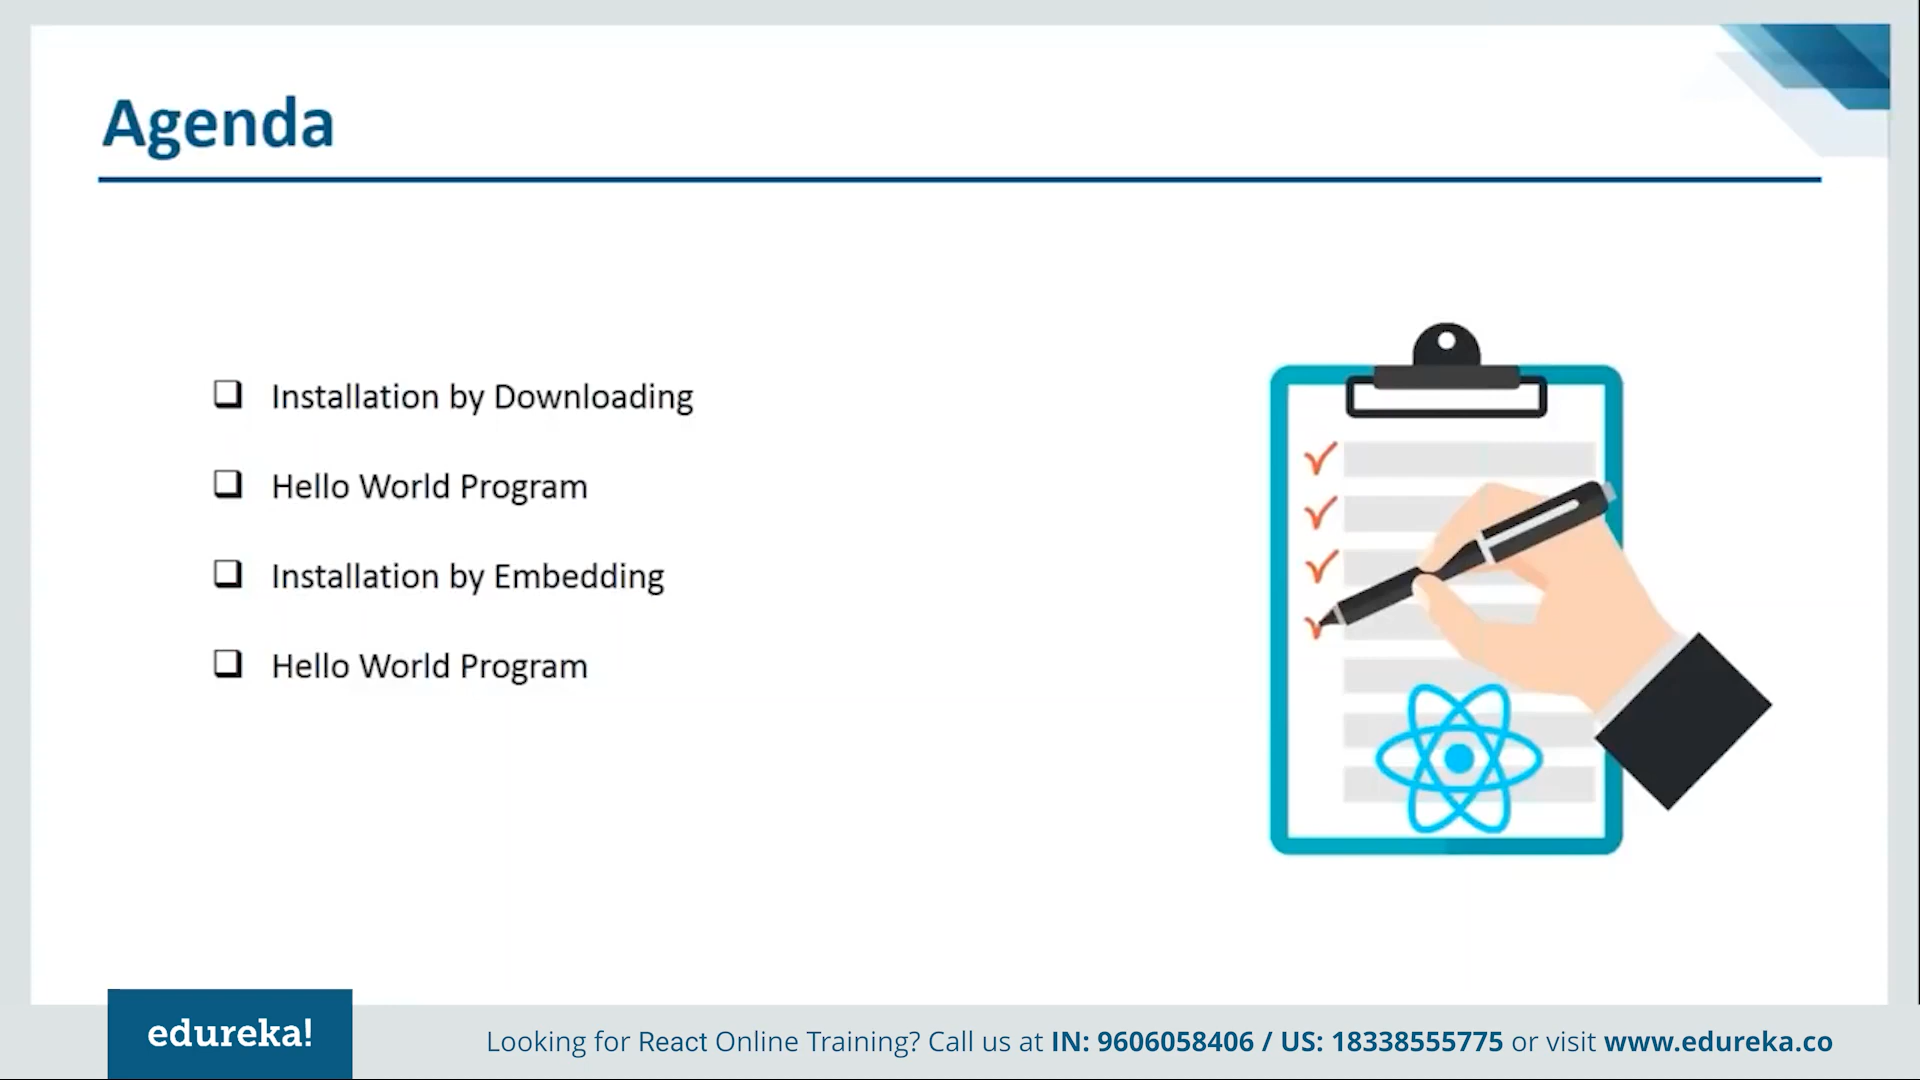 Agenda
Installation by Downloading
Hello World Program
Installation by Embedding
Hello World Program
edureka!
Looking for React Online Training? Call us at IN: 9606058406 / US: 18338555775 or visit www.edureka.co